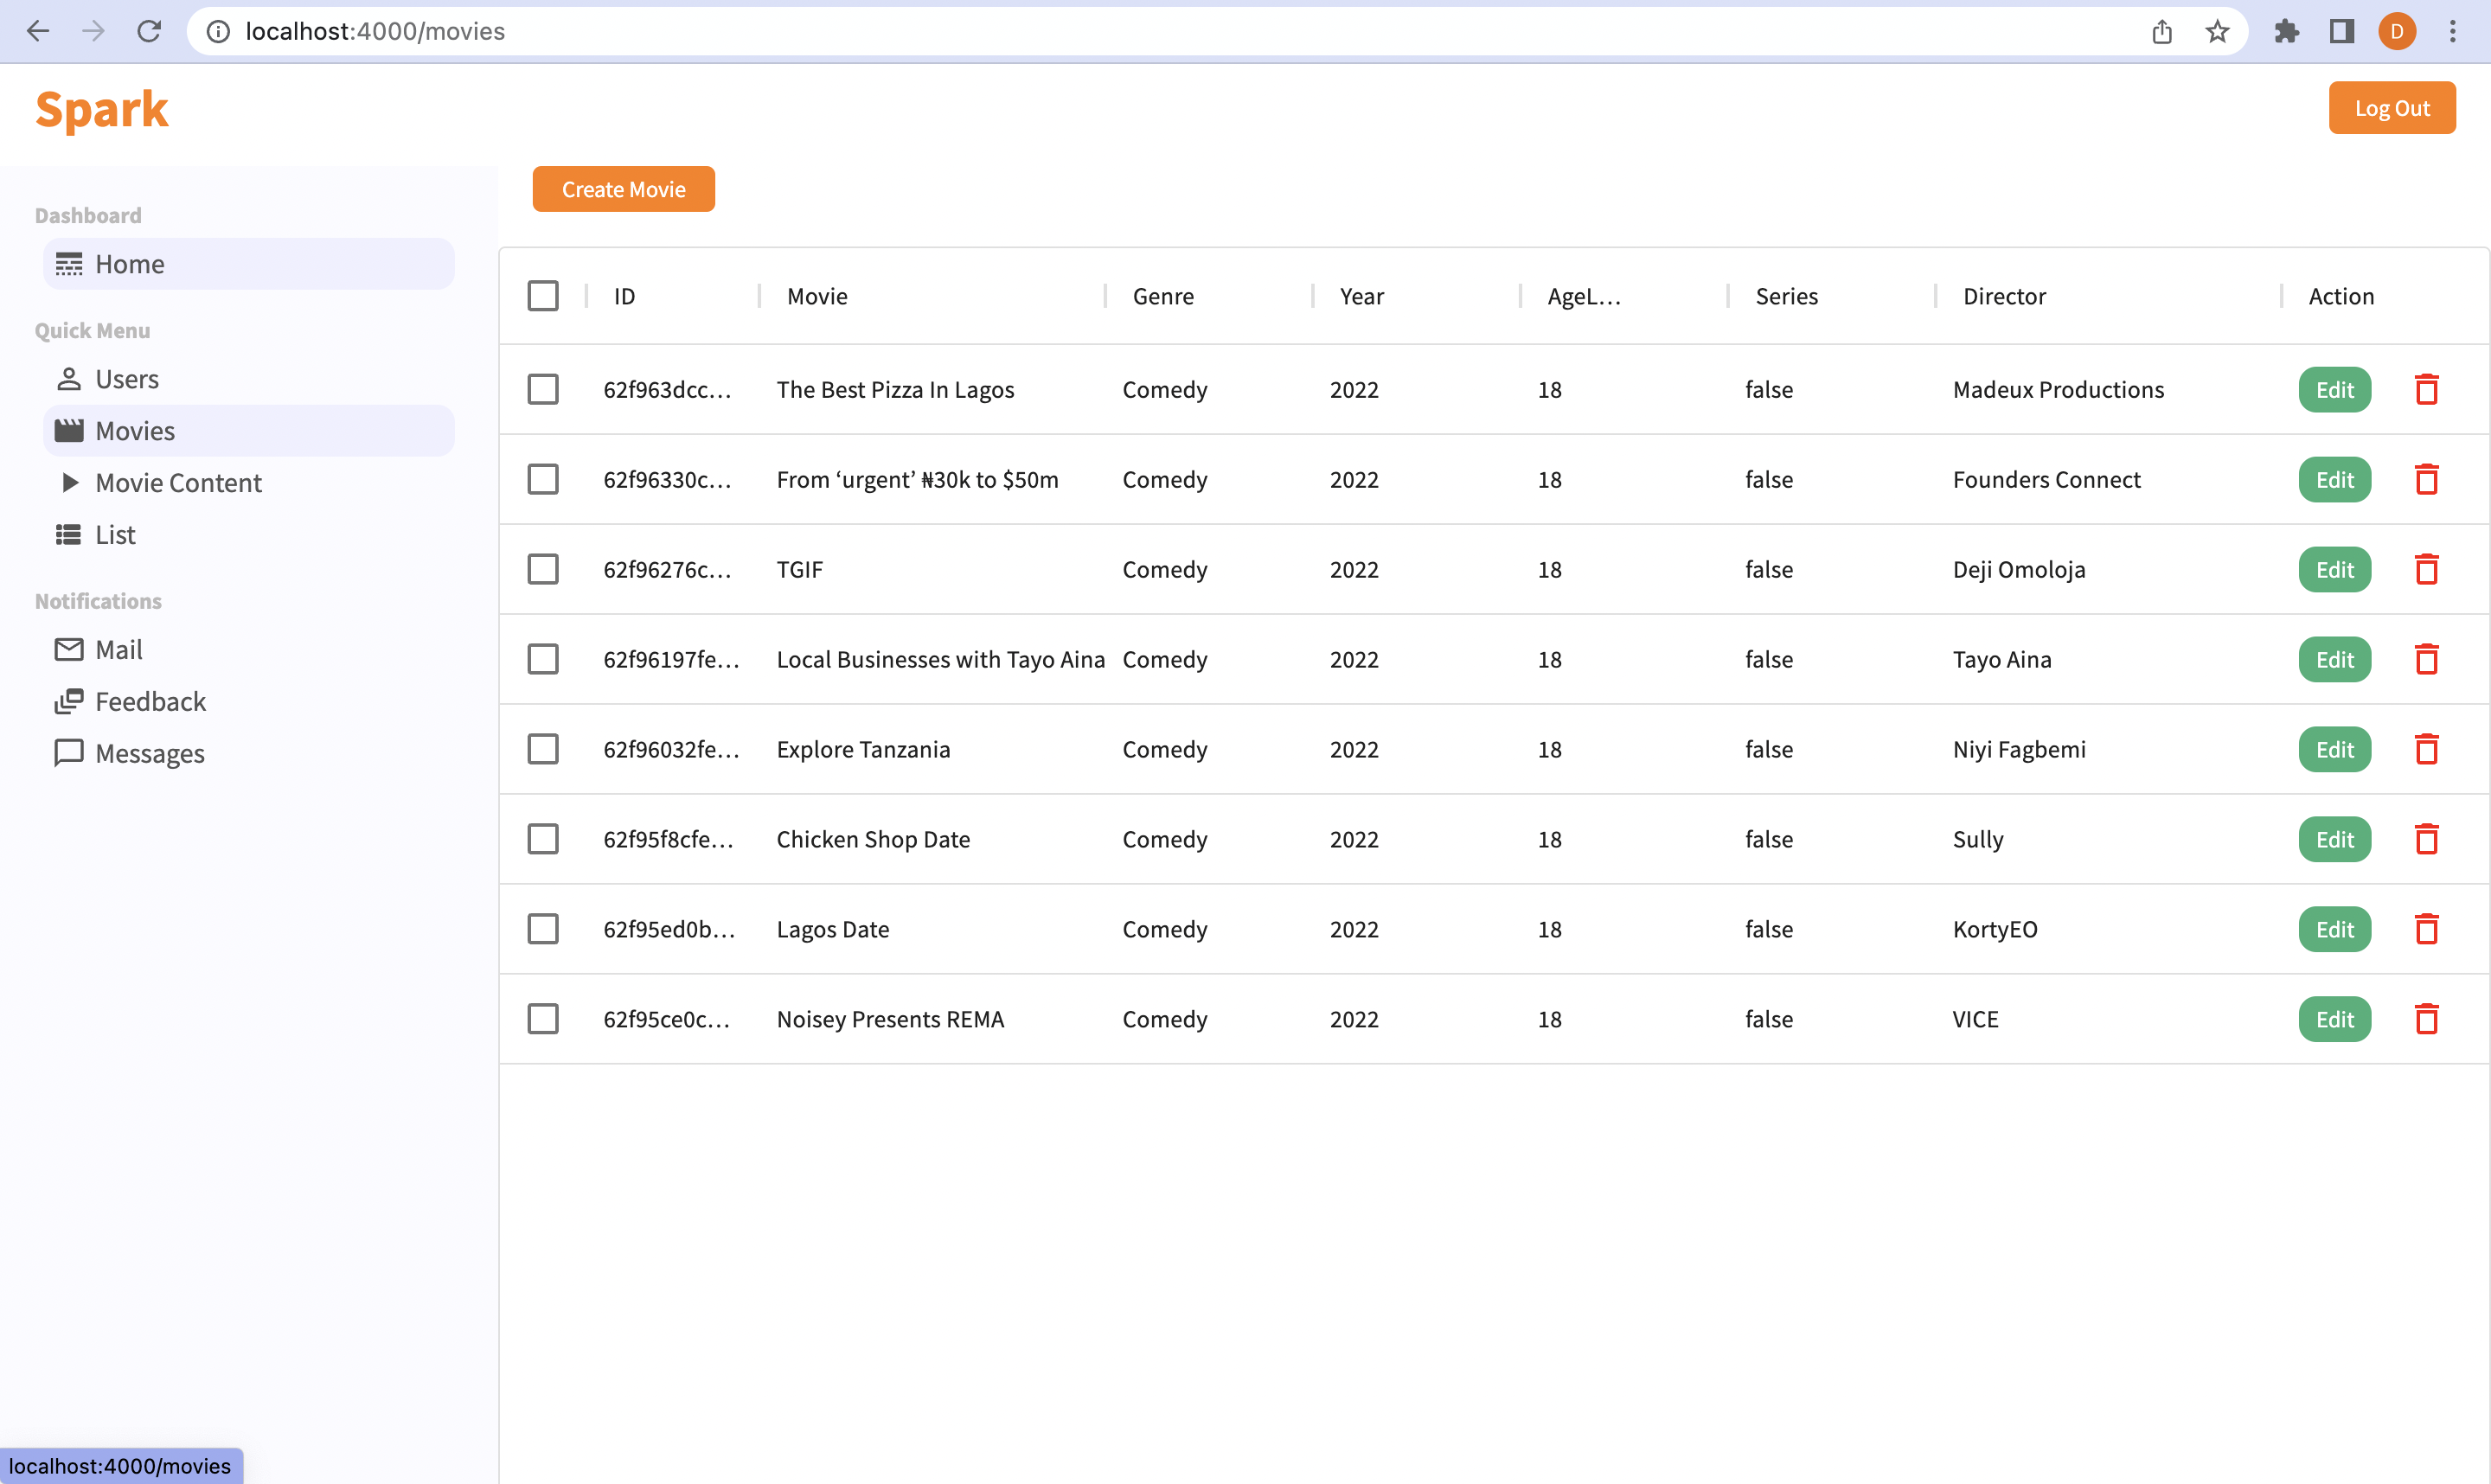 localhost:4000/movies
D
Spark
Log Out
Create Movie
Dashboard
Home
Quick Menu
Users
Movies
Movie Content
List
Notifications
Mail
Feedback
Messages
ID Movie Genre Year AgeL... Series Director Action
62f963dcc... The Best Pizza In Lagos Comedy 2022 18 false Madeux Productions Edit
62f96330c... From ‘urgent’ ₦30k to $50m Comedy 2022 18 false Founders Connect Edit
62f96276c... TGIF Comedy 2022 18 false Deji Omoloja Edit
62f96197fe... Local Businesses with Tayo Aina Comedy 2022 18 false Tayo Aina Edit
62f96032fe... Explore Tanzania Comedy 2022 18 false Niyi Fagbemi Edit
62f95f8cfe... Chicken Shop Date Comedy 2022 18 false Sully Edit
62f95ed0b... Lagos Date Comedy 2022 18 false KortyEO Edit
62f95ce0c... Noisey Presents REMA Comedy 2022 18 false VICE Edit
localhost:4000/movies